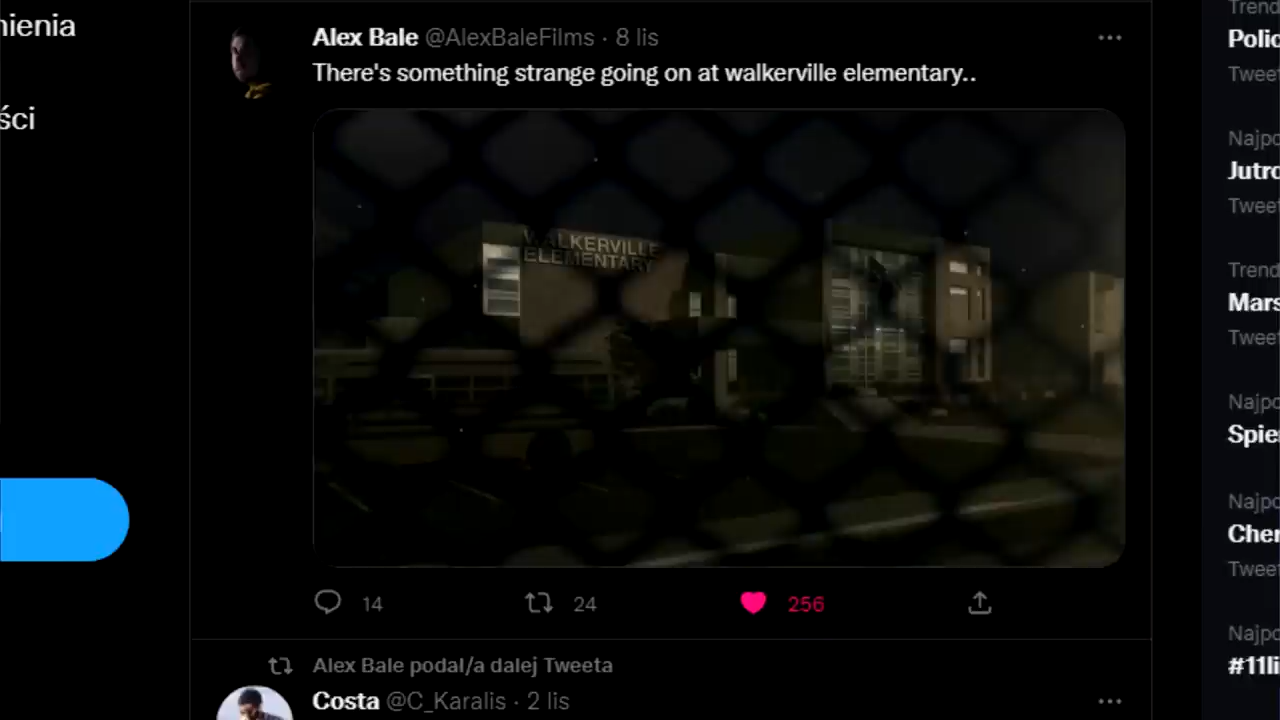 nienia
ści
Alex Bale @AlexBaleFilms · 8 lis
There's something strange going on at walkerville elementary..
WALKERVILLE
ELEMENTARY
14 24 256
Alex Bale podal/a dalej Tweeta
Costa @C_Karalis · 2 lis
Trend
Polic
Tweet
Najpo
Jutro
Tweet
Trend
Mars
Tweet
Najpo
Spie
Najpo
Cher
Tweet
Najpo
#11li